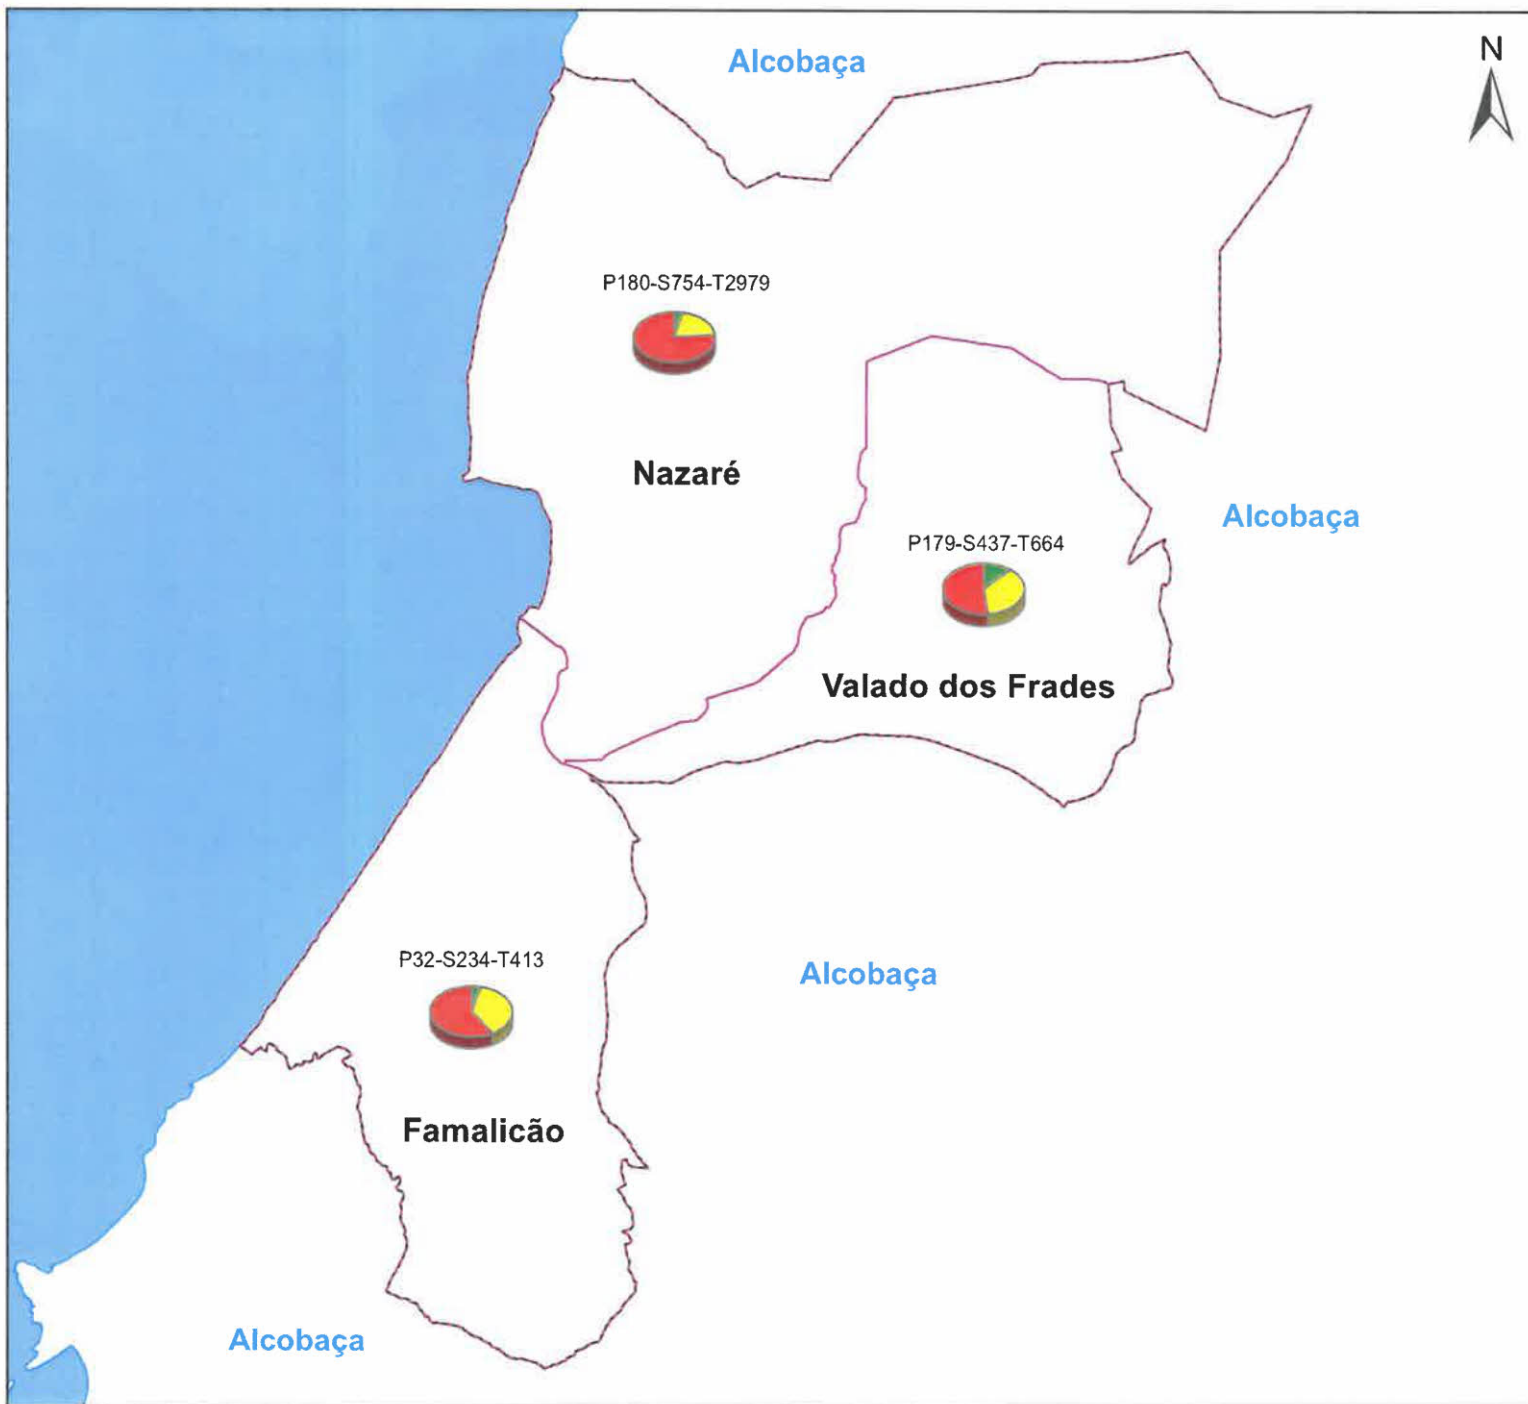 Alcobaça
N
P180-S754-T2979
Nazaré
Alcobaça
P179-S437-T664
Valado dos Frades
P32-S234-T413
Alcobaça
Famalicão
Alcobaça